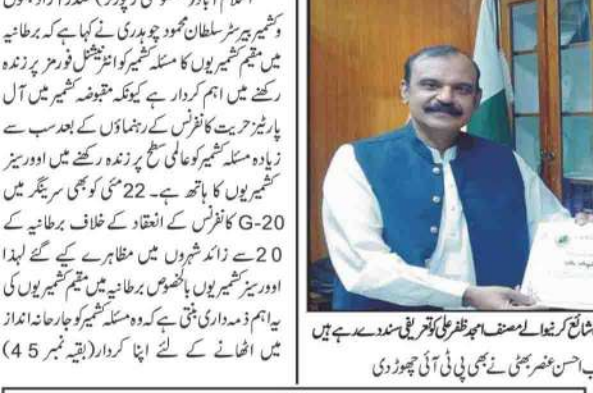 وکشمیر بیرسٹر سلطان محمود چوہدری نے کہا ہے کہ برطانیہ
میں مقیم کشمیریوں کا مسئلہ کشمیر کو انٹرنیشنل فورمز پر زندہ
رکھنے میں اہم کردار ہے کیونکہ مقبوضہ کشمیر میں آل
پارٹیز حریت کانفرنس کے رہنماؤں کے بعد سب سے
زیادہ مسئلہ کشمیر کو عالمی سطح پر زندہ رکھنے میں اوورسیز
کشمیریوں کا ہاتھ ہے۔ 22 مئی کو بھی سرینگر میں
G-20 کانفرنس کے انعقاد کے خلاف برطانیہ کے
20 سے زائد شہروں میں مظاہرے کیے گئے لہذا
اوورسیز کشمیریوں بالخصوص برطانیہ میں مقیم کشمیریوں کی
یہ اہم ذمہ داری بنتی ہے کہ وہ مسئلہ کشمیر کو جارحانہ انداز
میں اٹھانے کے لئے اپنا کردار (بقیہ نمبر 45)
شائع کرنیوالے مصنف امجد ظفر علی کو تعریفی سند دے رہے ہیں
احسن عنصر بھٹی نے بھی پی ٹی آئی چھوڑ دی